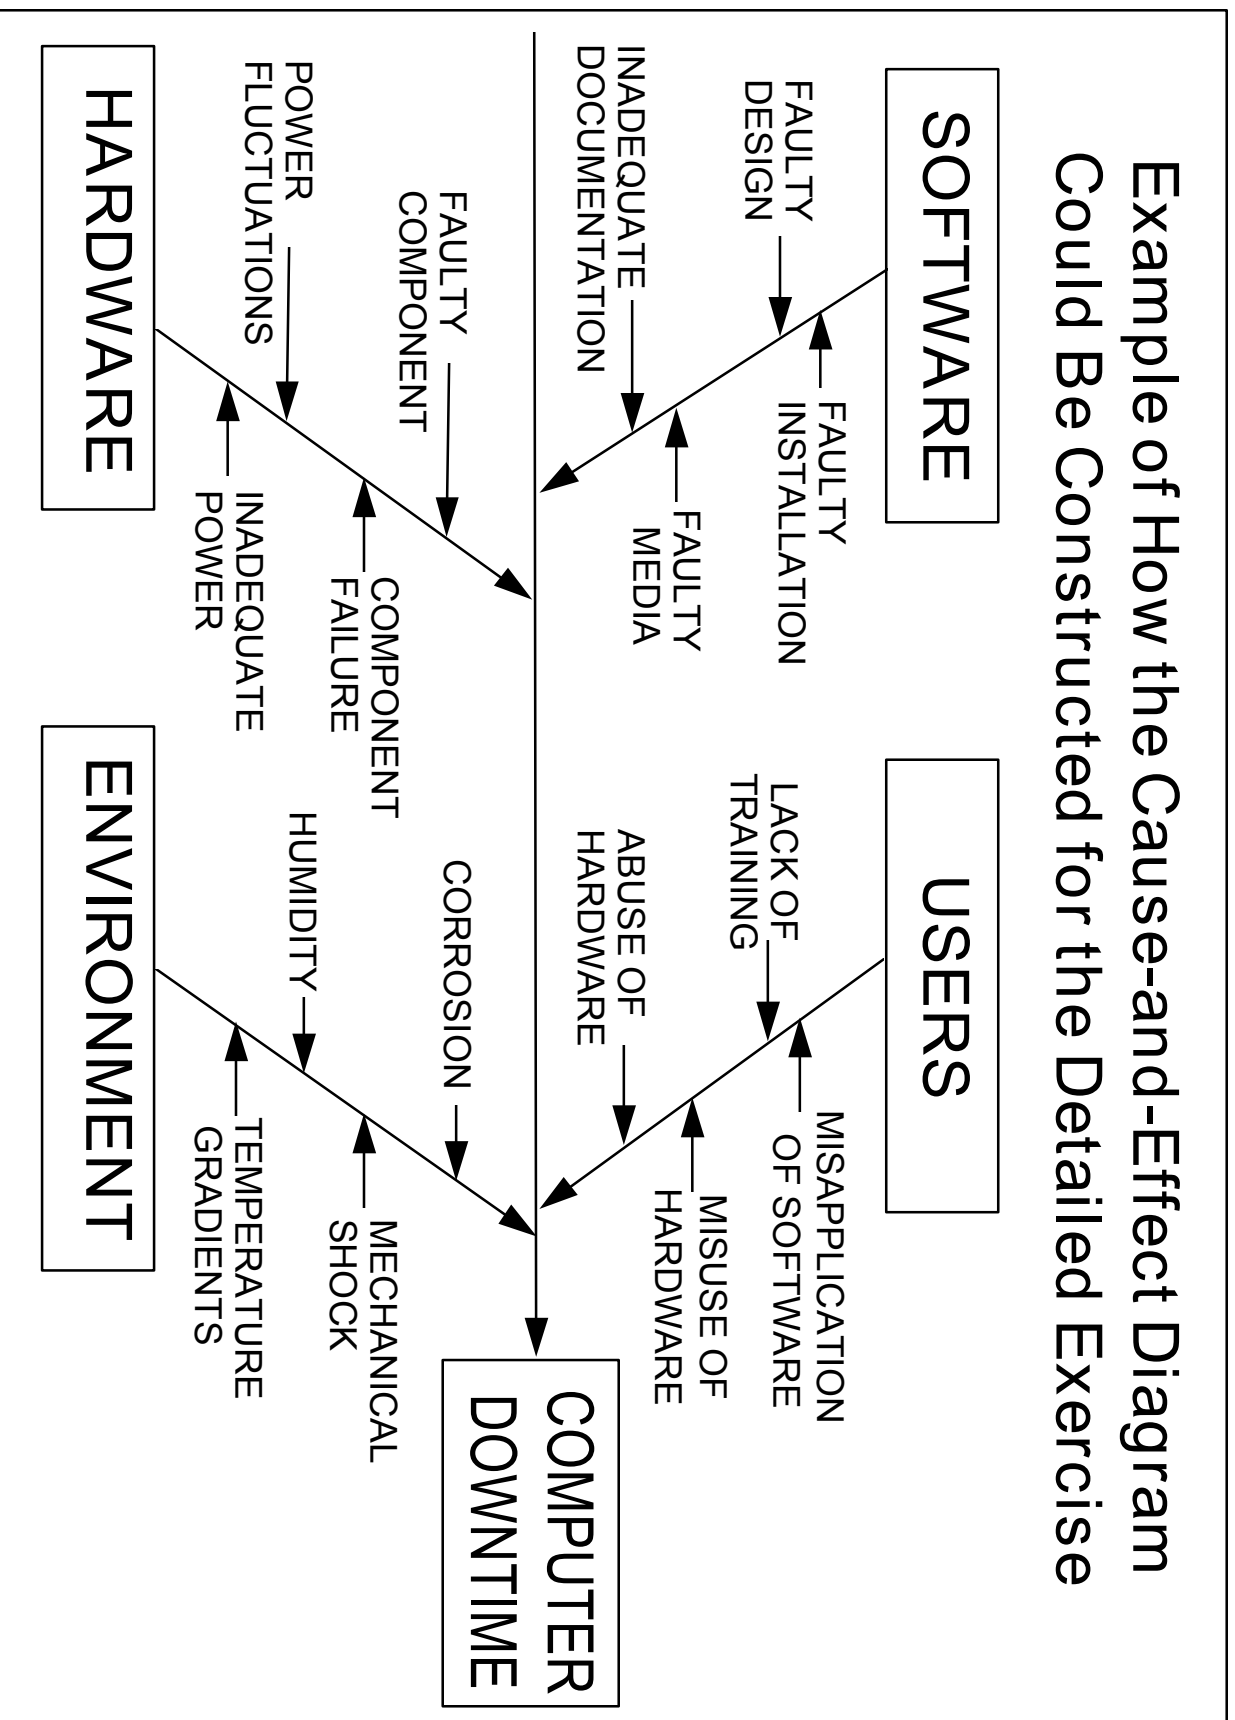 Example of How the Cause-and-Effect Diagram
Could Be Constructed for the Detailed Exercise
SOFTWARE
USERS
FAULTY
DESIGN
FAULTY
INSTALLATION
INADEQUATE
DOCUMENTATION
FAULTY
MEDIA
LACK OF
TRAINING
MISAPPLICATION
OF SOFTWARE
ABUSE OF
HARDWARE
MISUSE OF
HARDWARE
COMPUTER
DOWNTIME
FAULTY
COMPONENT
COMPONENT
FAILURE
POWER
FLUCTUATIONS
INADEQUATE
POWER
CORROSION
MECHANICAL
SHOCK
HUMIDITY
TEMPERATURE
GRADIENTS
HARDWARE
ENVIRONMENT